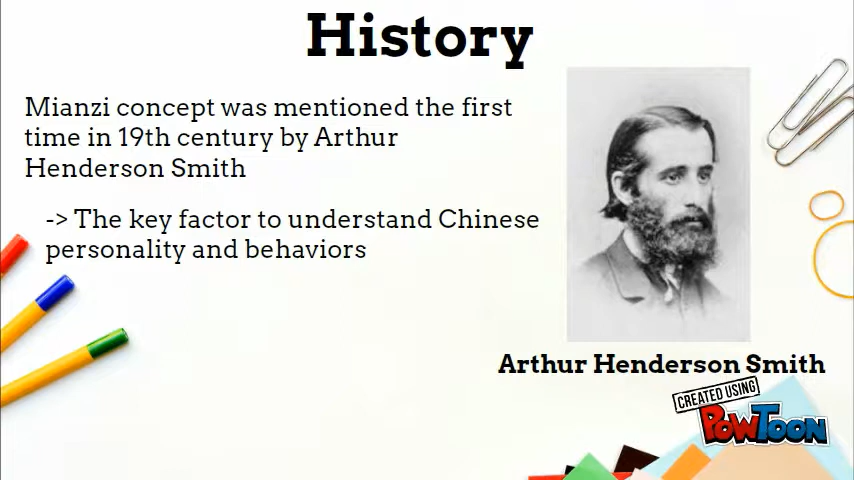 History
Mianzi concept was mentioned the first
time in 19th century by Arthur
Henderson Smith
-> The key factor to understand Chinese
personality and behaviors
Arthur Henderson Smith
CREATED USING
POWTOON